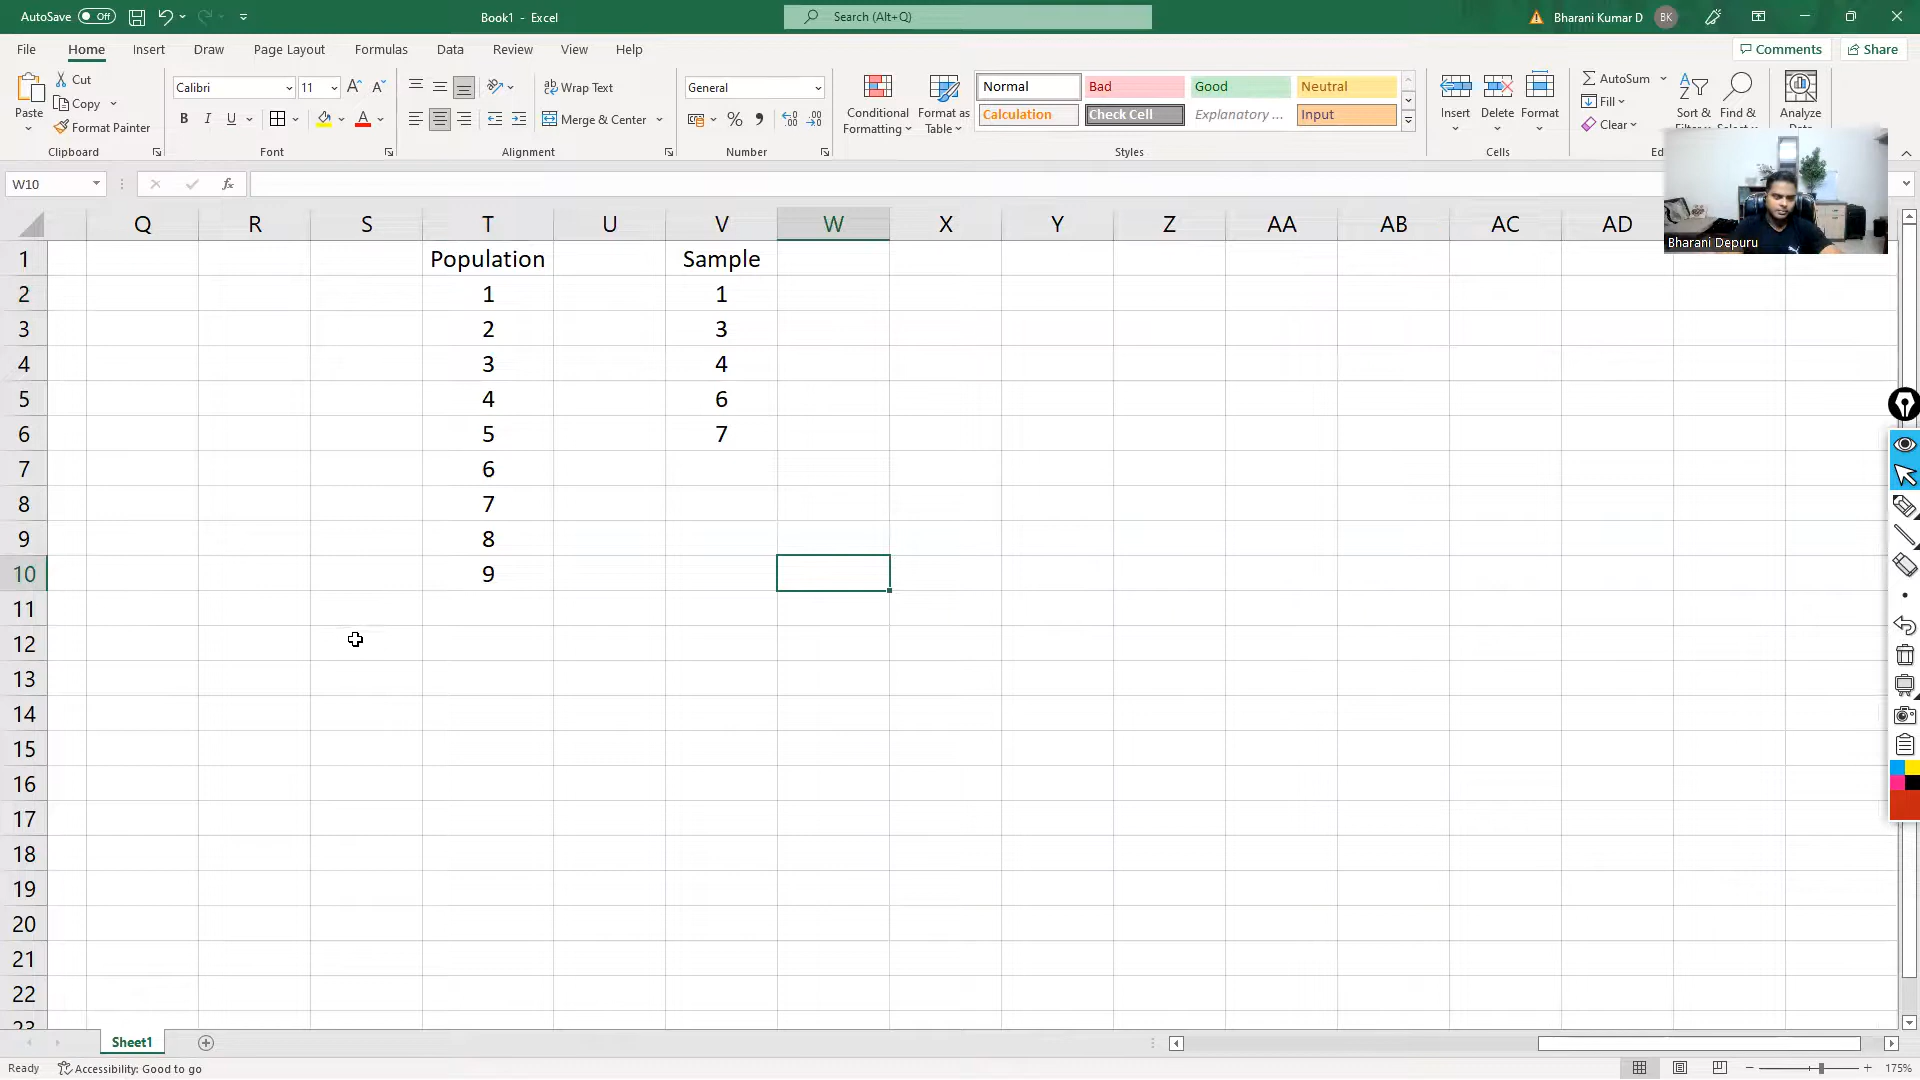 AutoSave Off
Book1 - Excel
Search (Alt+Q)
Bharani Kumar D BK
File Home Insert Draw Page Layout Formulas Data Review View Help
Comments Share
Paste
Cut
Copy
Format Painter
Clipboard
Calibri 11 A A
B I U A
Font
Wrap Text
Merge & Center
Alignment
General
Number
Conditional Formatting
Format as Table
Normal Bad Good Neutral
Calculation Check Cell Explanatory ... Input
Styles
Insert Delete Format
Cells
AutoSum
Fill
Clear
Sort &
Find &
Analyze
W10 fx
Bharani Depuru
Q R S T U V W X Y Z AA AB AC AD
1 Population Sample
2 1 1
3 2 3
4 3 4
5 4 6
6 5 7
7 6
8 7
9 8
10 9
11
12
13
14
15
16
17
18
19
20
21
22
23
Sheet1
Ready Accessibility: Good to go 175%